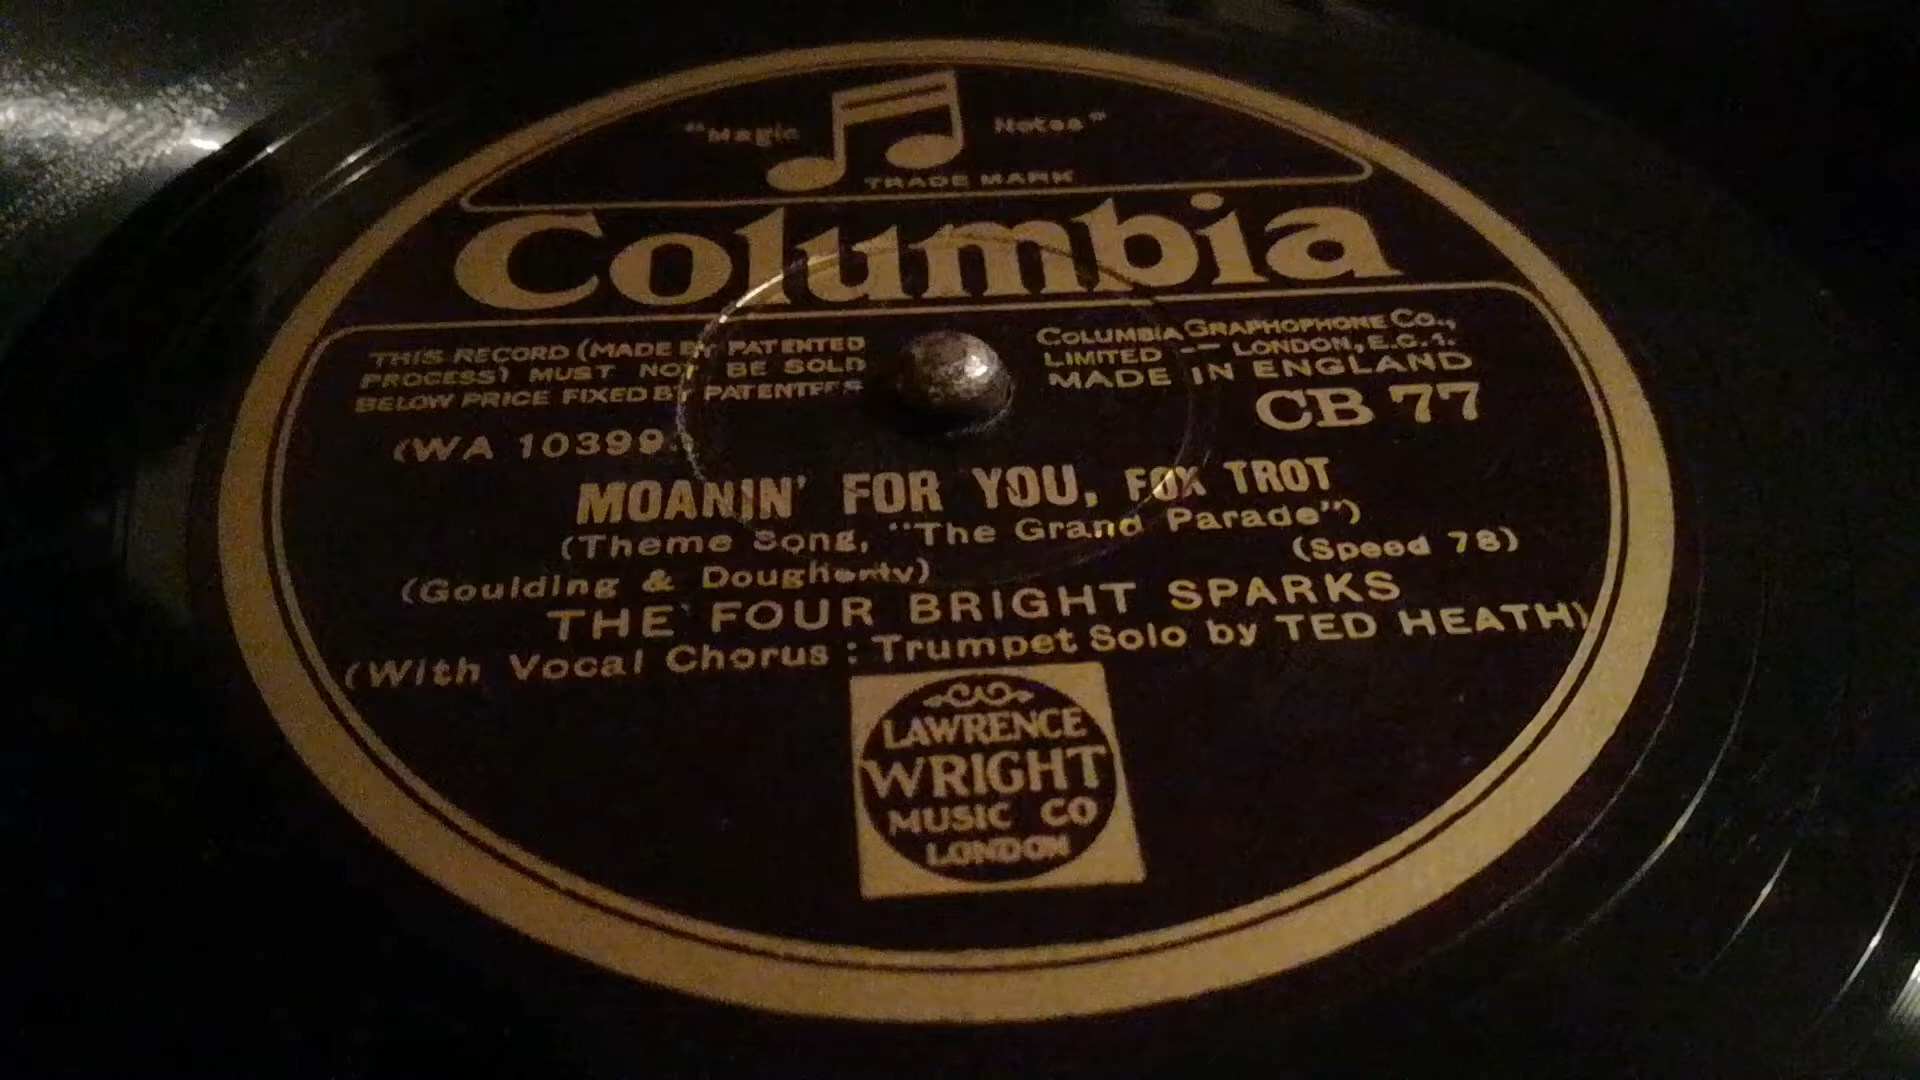 "Magic Notes"
TRADE MARK
Columbia
THIS RECORD (MADE BY PATENTED
PROCESS) MUST NOT BE SOLD
BELOW PRICE FIXED BY PATENTEES
COLUMBIA GRAPHOPHONE CO.,
LIMITED -- LONDON, E.C.1.
MADE IN ENGLAND
CB 77
(WA 10399)
MOANIN' FOR YOU, FOX TROT
(Theme Song, "The Grand Parade")
(Speed 78)
(Goulding & Dougherty)
THE FOUR BRIGHT SPARKS
(With Vocal Chorus : Trumpet Solo by TED HEATH)
LAWRENCE
WRIGHT
MUSIC CO
LONDON